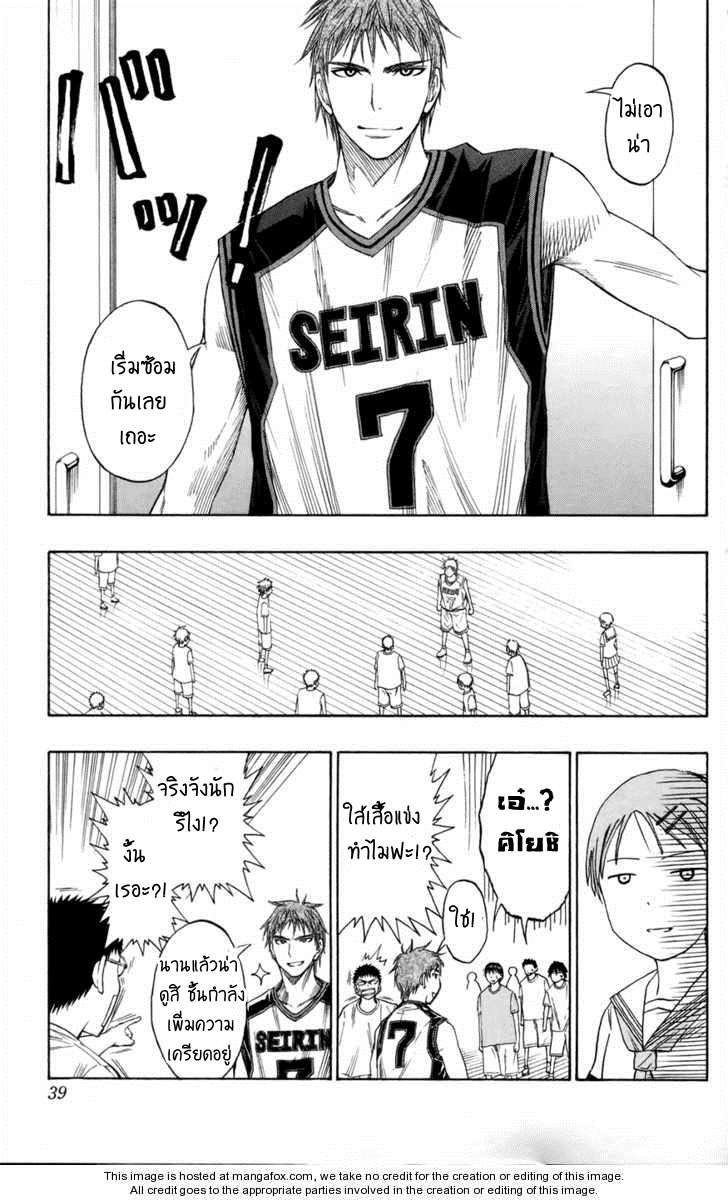 ไม่เอา
น่า
เริ่มซ้อม
กันเลย
เถอะ
SEIRIN
7
7
เอ๋...?
คิโยชิ
ใช่!
ใส่เสื้อแข่ง
ทำไมฟะ!?
7
จริงจังนัก
รึไง!?
งั้น
เรอะ?!
นานแล้วน่า
ดูสิ ชั้นกำลัง
เพิ่มความ
เครียดอยู่
SEIRIN
7
39
This image is hosted at mangafox.com, we take no credit for the creation or editing of this image.
All credit goes to the appropriate parties involved in the creation or editing of these images.